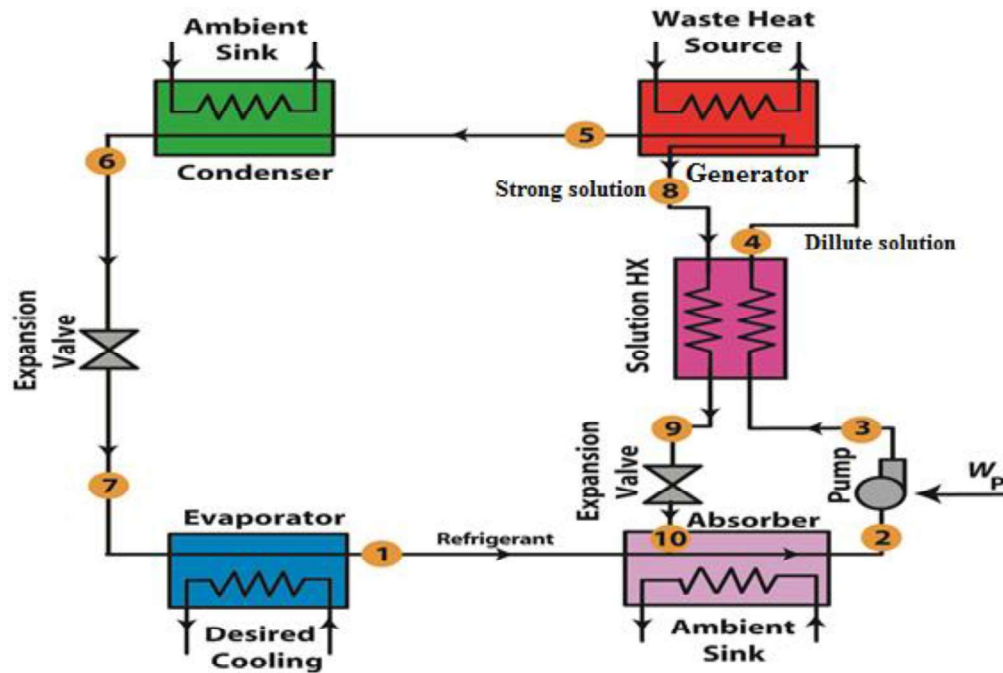 Ambient
Sink
Waste Heat
Source
5
6
Condenser
Generator
Strong solution
8
4
Dillute solution
Expansion
Valve
Solution HX
9
3
Expansion
Valve
Pump
W_P
7
Evaporator
Absorber
1
Refrigerant
10
2
Desired
Cooling
Ambient
Sink